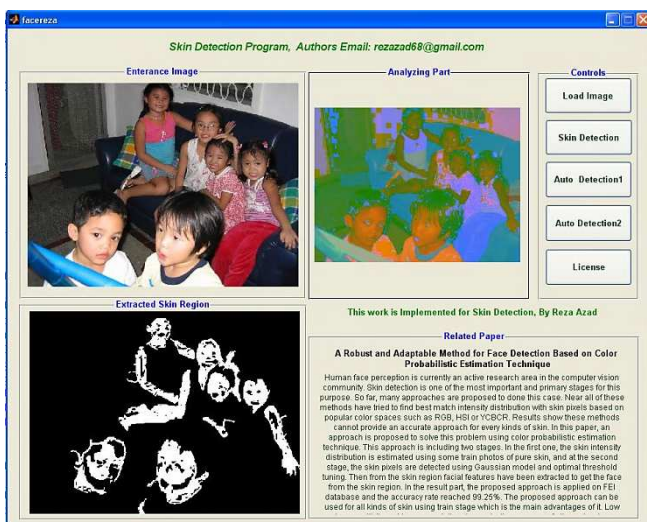 facereza
Skin Detection Program,  Authors Email: rezazad68@gmail.com
Enterance Image
Analyzing Part
Controls
Load Image
Skin Detection
Auto  Detection1
Auto Detection2
License
Extracted Skin Region
This work is Implemented for Skin Detection, By Reza Azad
Related Paper
A Robust and Adaptable Method for Face Detection Based on Color
Probabilistic Estimation Technique
Human face perception is currently an active research area in the computer vision
community. Skin detection is one of the most important and primary stages for this
purpose. So far, many approaches are proposed to done this case. Near all of these
methods have tried to find best match intensity distribution with skin pixels based on
popular color spaces such as RGB, HSI or YCBCR. Results show these methods
cannot provide an accurate approach for every kinds of skin. In this paper, an
approach is proposed to solve this problem using color probabilistic estimation
technique. This approach is including two stages. In the first one, the skin intensity
distribution is estimated using some train photos of pure skin, and at the second
stage, the skin pixels are detected using Gaussian model and optimal threshold
tuning. Then from the skin region facial features have been extracted to get the face
from the skin region. In the result part, the proposed approach is applied on FEI
database and the accuracy rate reached 99.25%. The proposed approach can be
used for all kinds of skin using train stage which is the main advantages of it. Low